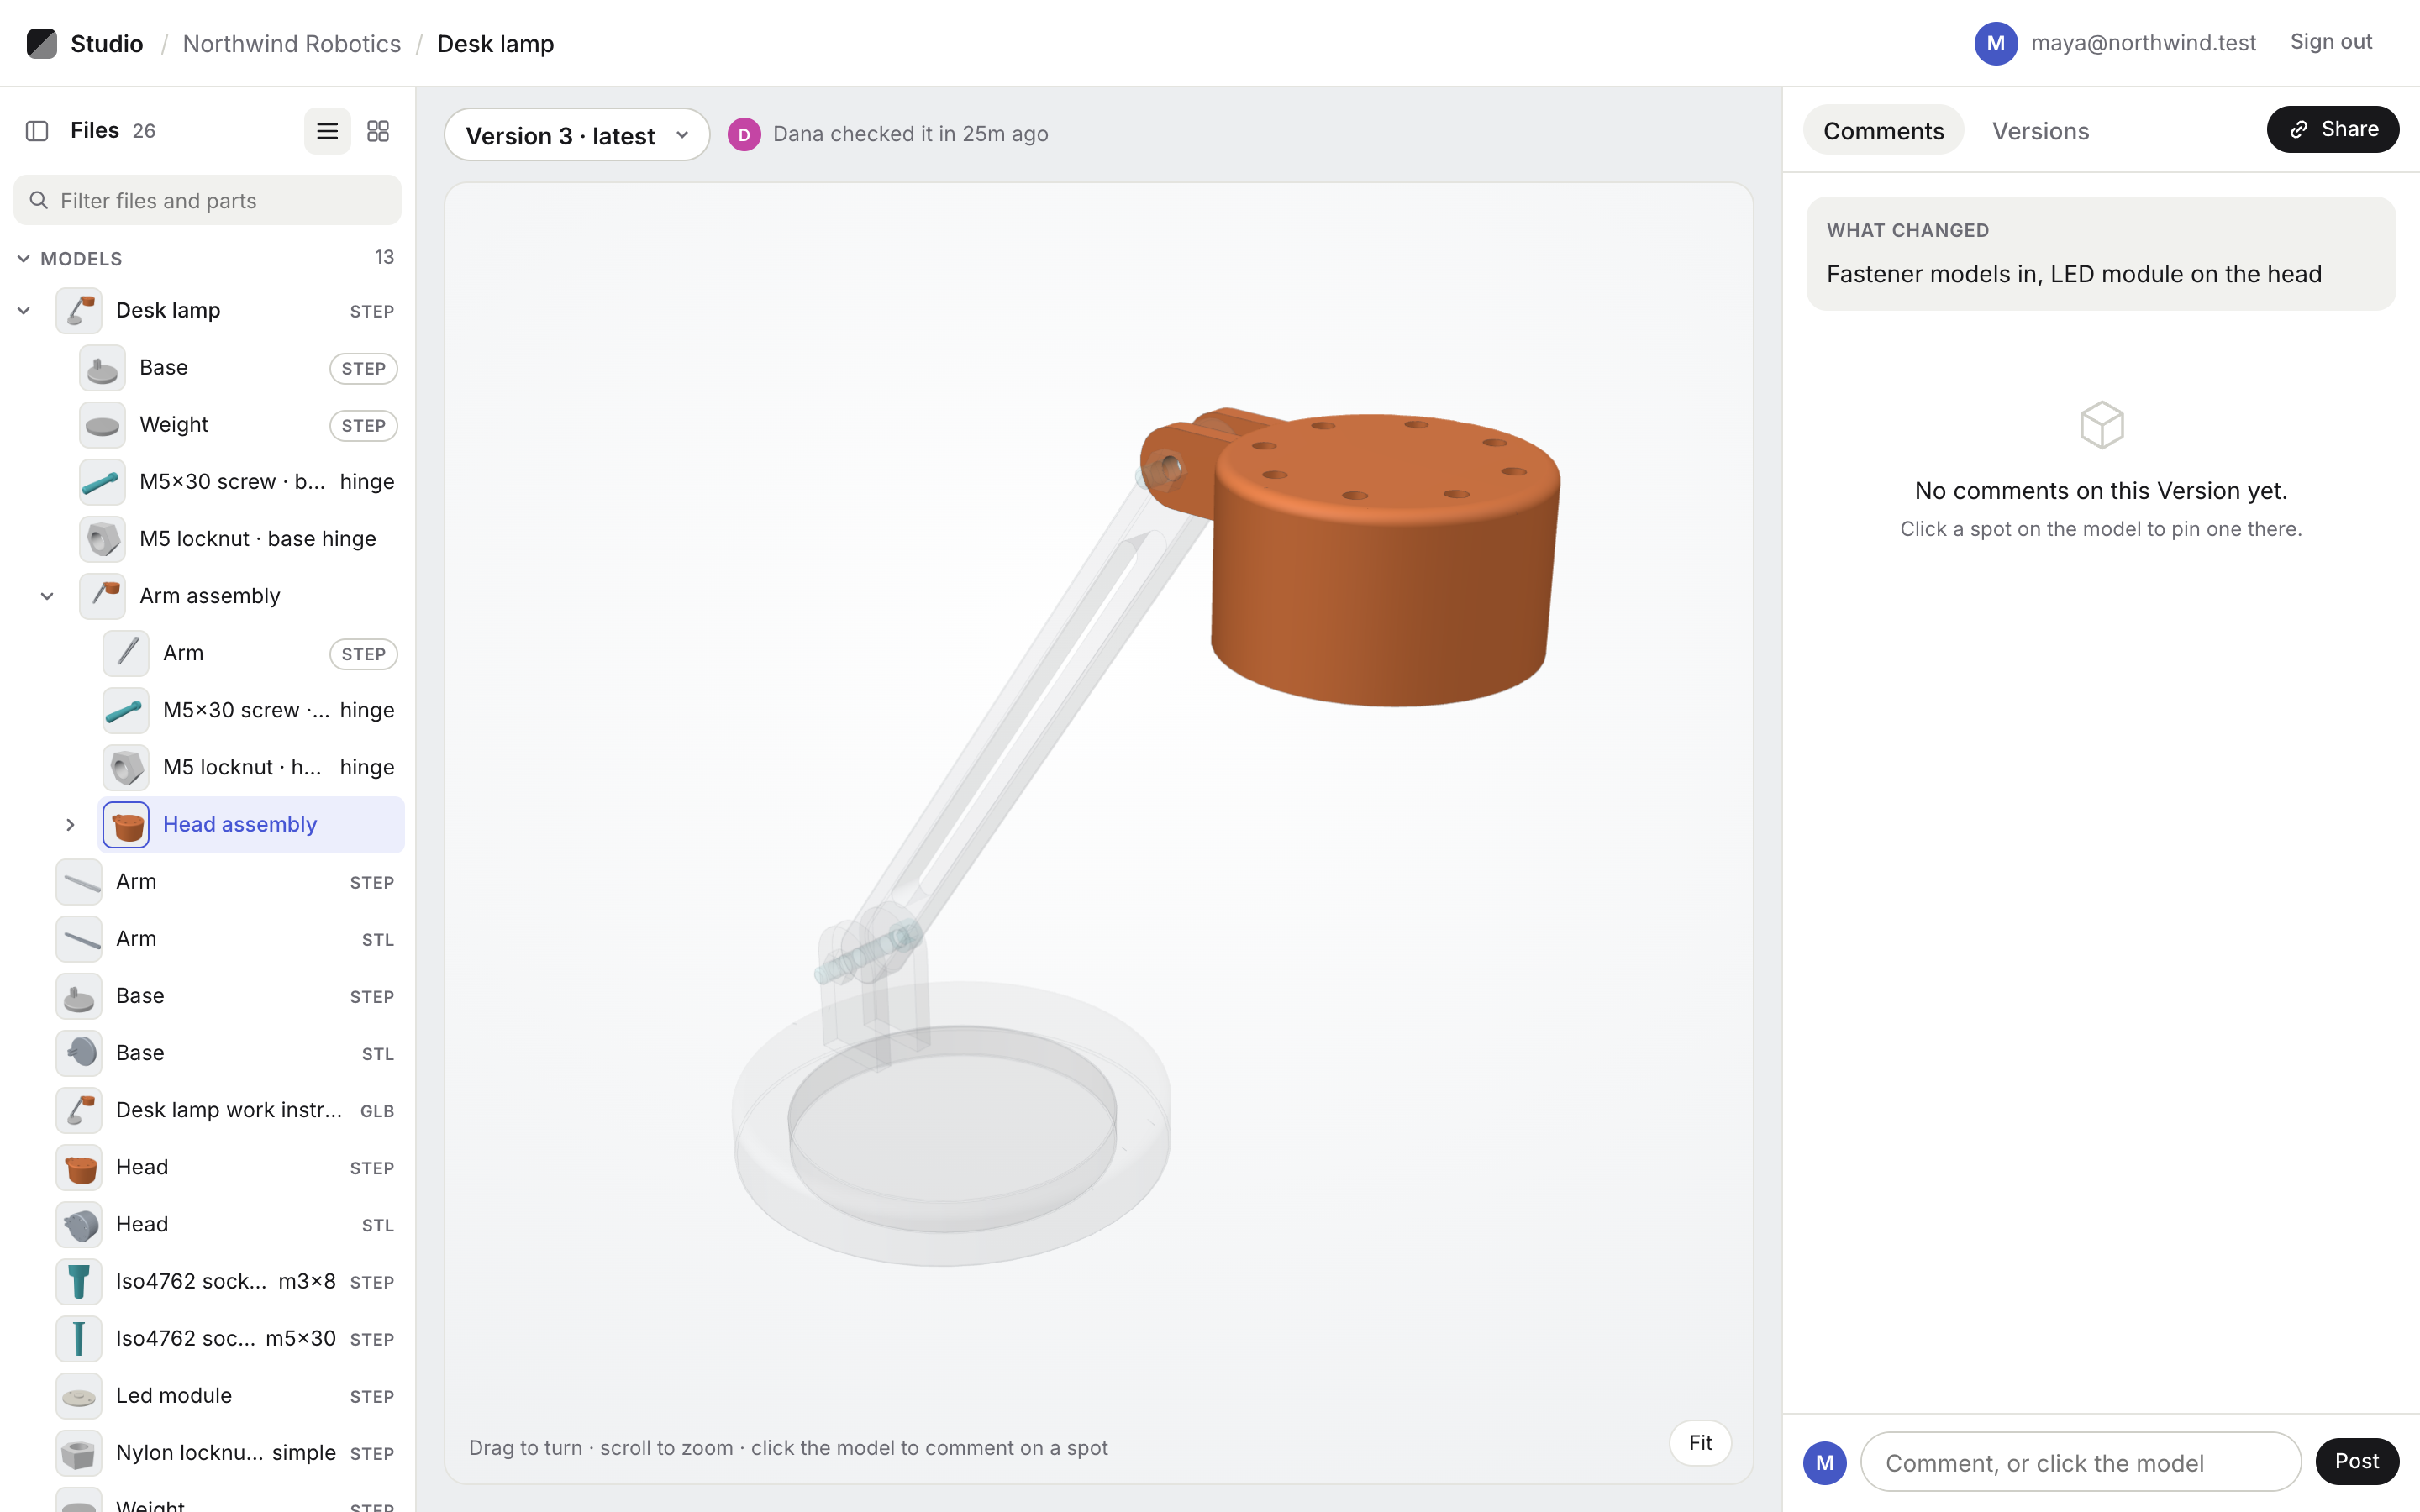 Studio / Northwind Robotics / Desk lamp
M maya@northwind.test Sign out
Files 26
Filter files and parts
MODELS 13
Desk lamp STEP
Base STEP
Weight STEP
M5×30 screw · b... hinge
M5 locknut · base hinge
Arm assembly
Arm STEP
M5×30 screw ·... hinge
M5 locknut · h... hinge
Head assembly
Arm STEP
Arm STL
Base STEP
Base STL
Desk lamp work instr... GLB
Head STEP
Head STL
Iso4762 sock... m3×8 STEP
Iso4762 soc... m5×30 STEP
Led module STEP
Nylon locknu... simple STEP
Weight STEP
Version 3 · latest
D Dana checked it in 25m ago
Drag to turn · scroll to zoom · click the model to comment on a spot
Fit
Comments Versions Share
WHAT CHANGED
Fastener models in, LED module on the head
No comments on this Version yet.
Click a spot on the model to pin one there.
M Comment, or click the model Post